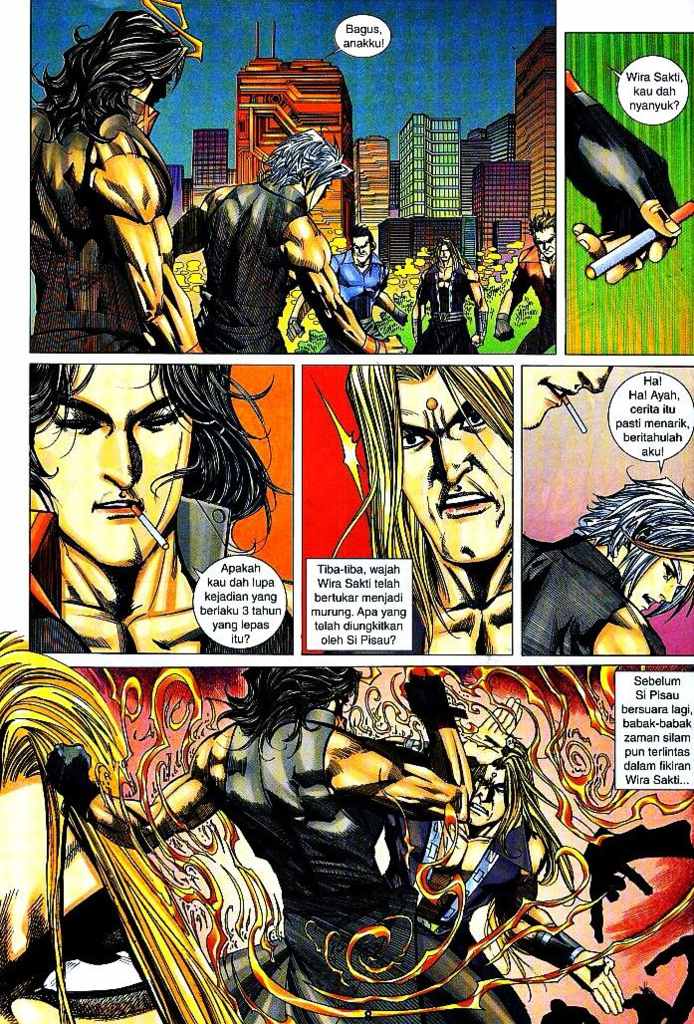 Bagus,
anakku!
Wira Sakti,
kau dah
nyanyuk?
Apakah
kau dah lupa
kejadian yang
berlaku 3 tahun
yang lepas
itu?
Tiba-tiba, wajah
Wira Sakti telah
bertukar menjadi
murung. Apa yang
telah diungkitkan
oleh Si Pisau?
Ha!
Ha! Ayah,
cerita itu
pasti menarik,
beritahulah
aku!
Sebelum
Si Pisau
bersuara lagi,
babak-babak
zaman silam
pun terlintas
dalam fikiran
Wira Sakti...